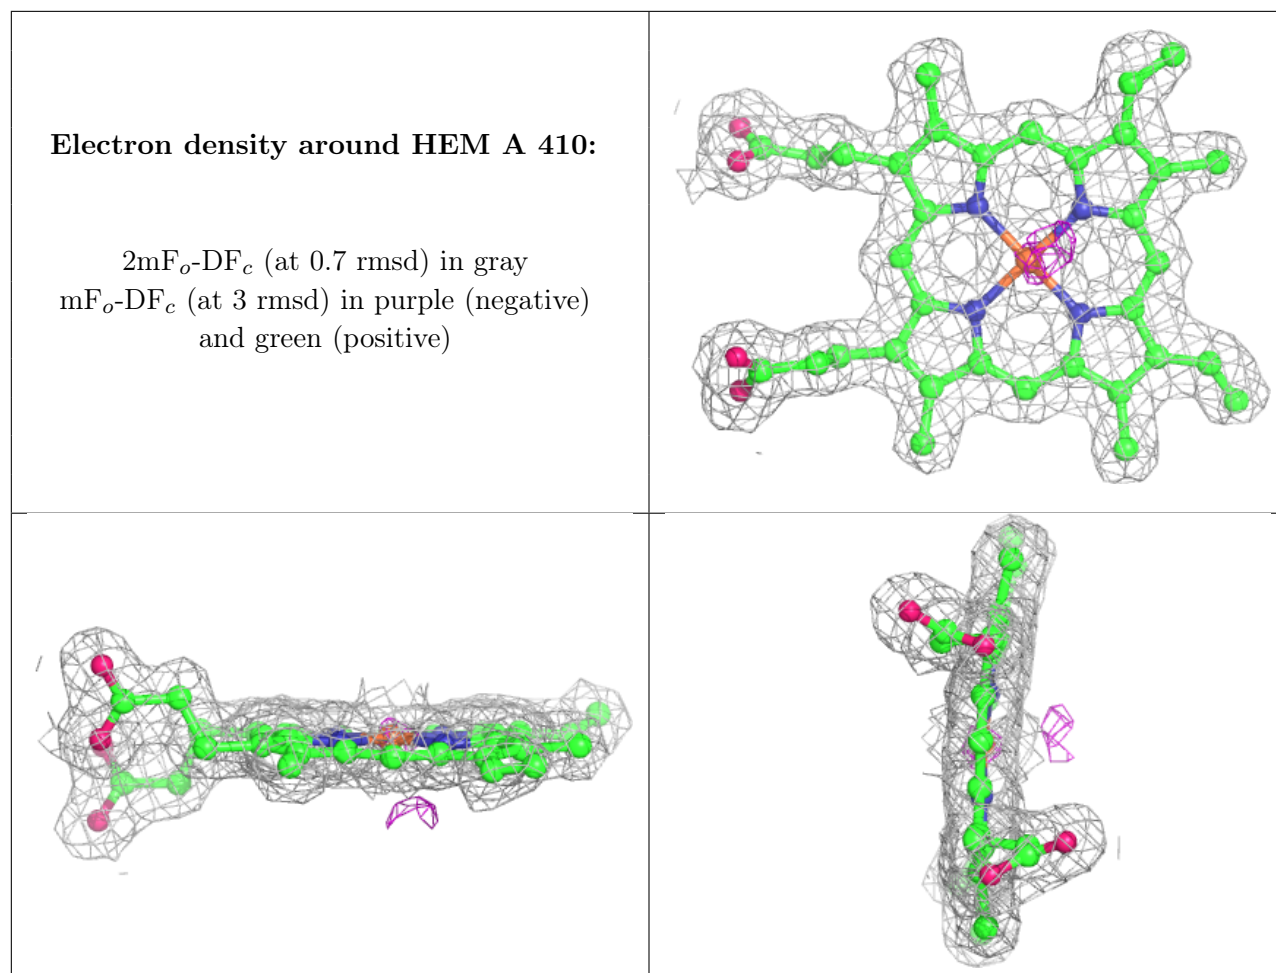 Electron density around HEM A 410:
2mFo-DFc (at 0.7 rmsd) in gray
mFo-DFc (at 3 rmsd) in purple (negative)
and green (positive)